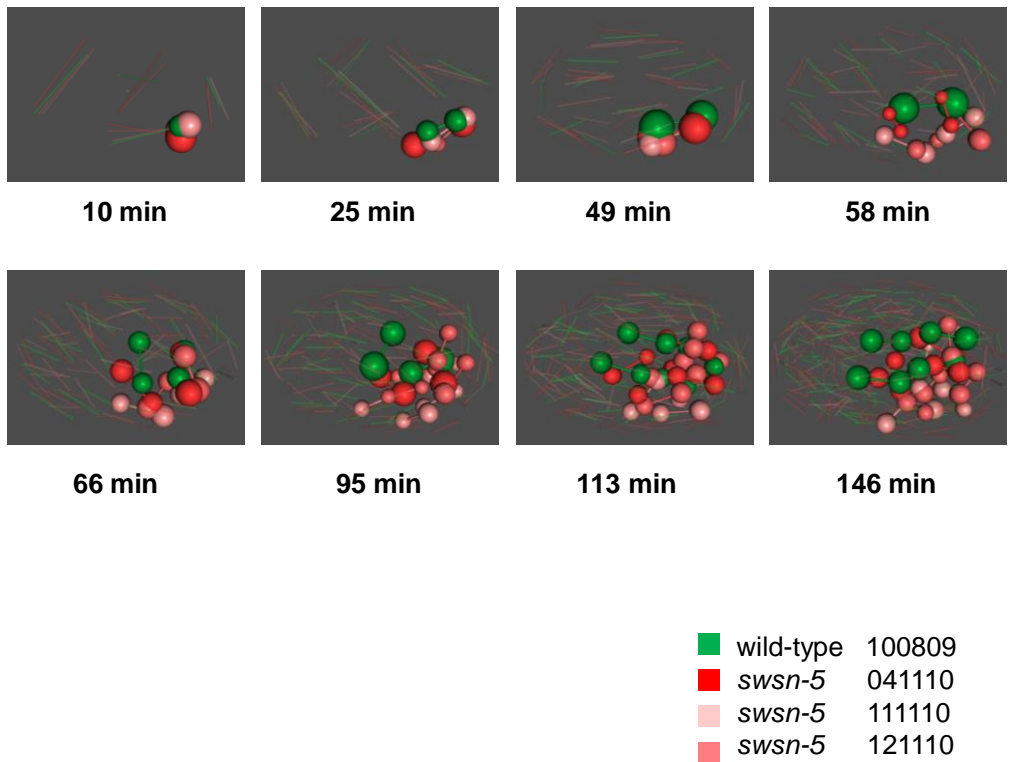 10 min 25 min 49 min 58 min
66 min 95 min 113 min 146 min
wild-type 100809
swsn-5 041110
swsn-5 111110
swsn-5 121110